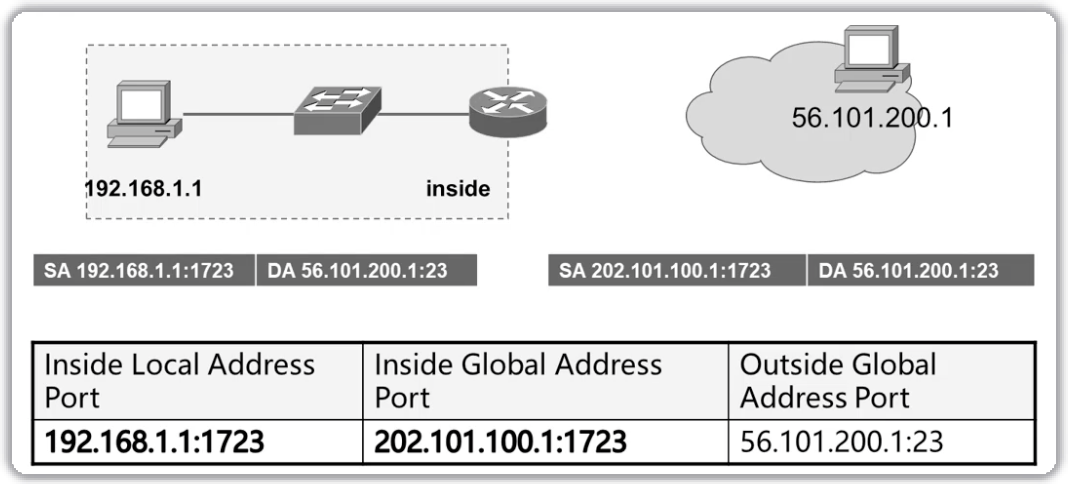 56.101.200.1
192.168.1.1
inside
SA 192.168.1.1:1723 DA 56.101.200.1:23
SA 202.101.100.1:1723 DA 56.101.200.1:23
Inside Local Address Port
Inside Global Address Port
Outside Global Address Port
192.168.1.1:1723
202.101.100.1:1723
56.101.200.1:23